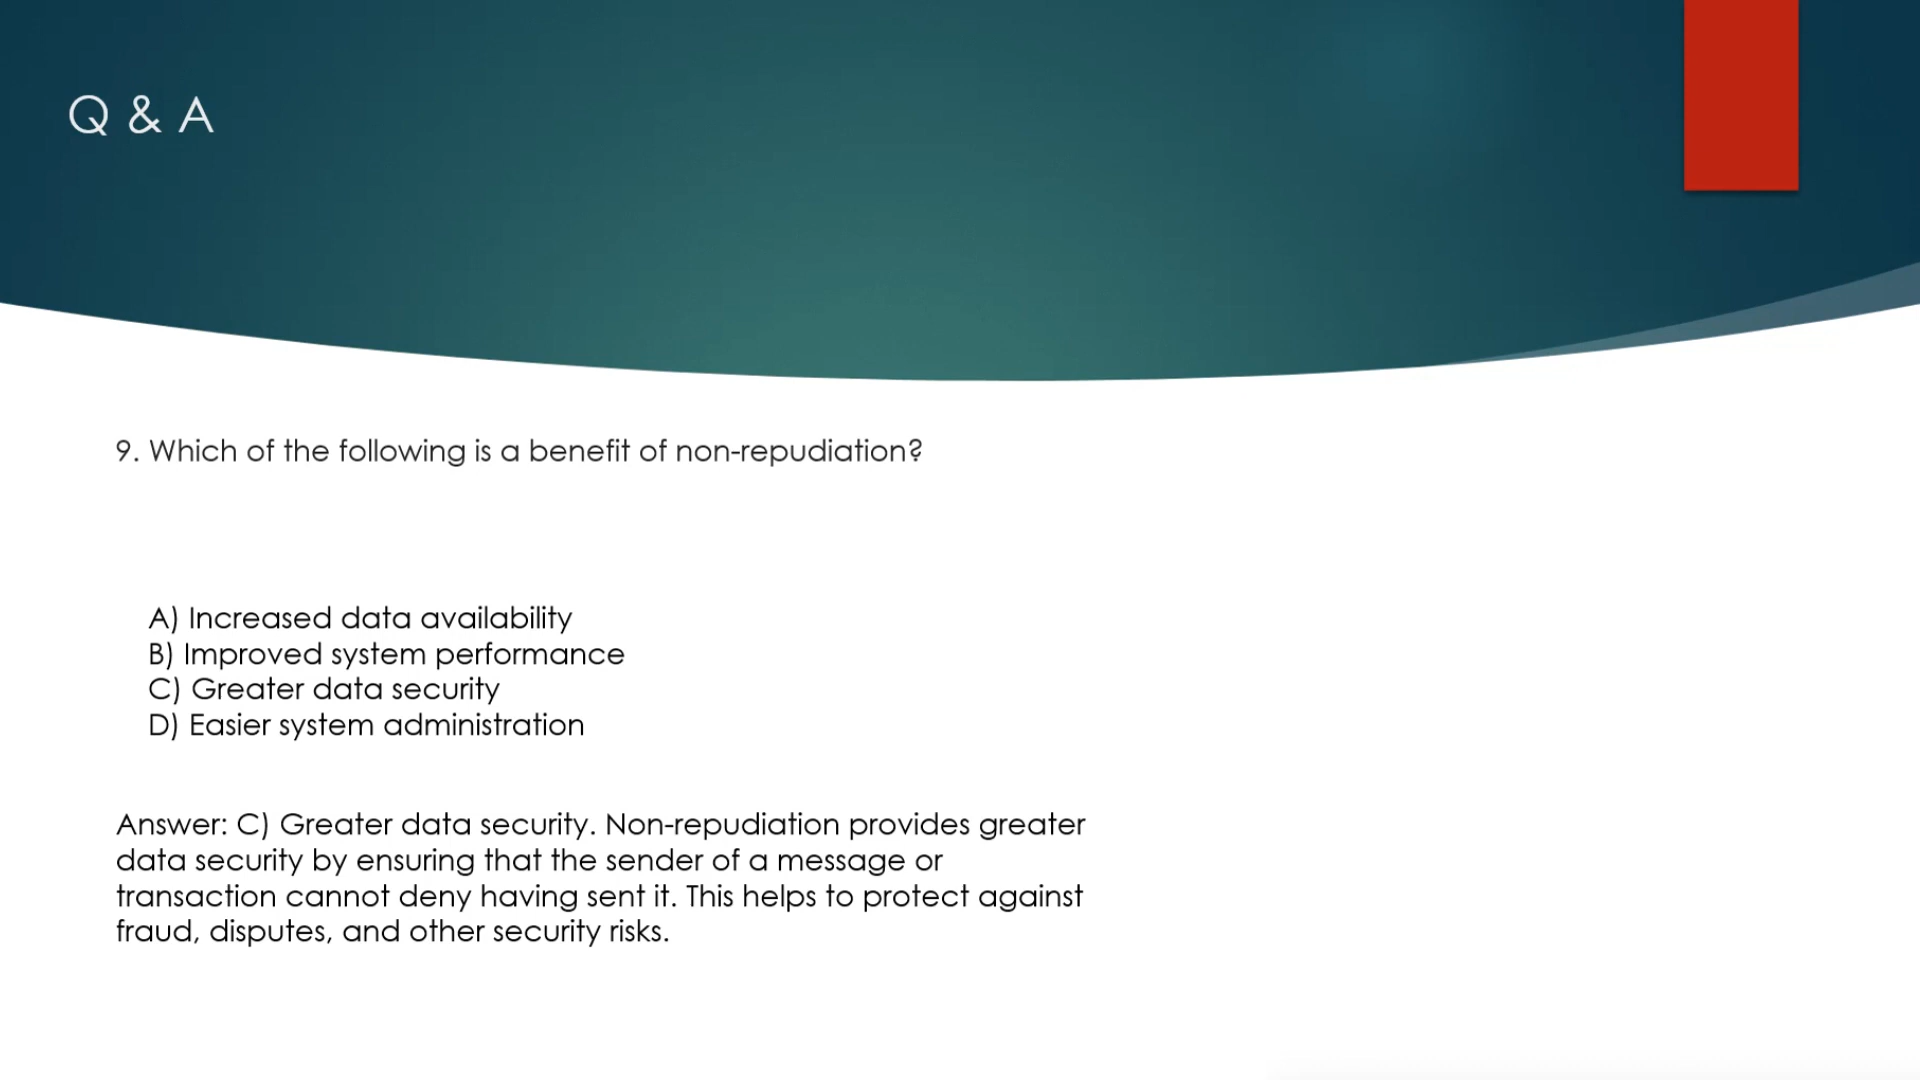 Q & A
9. Which of the following is a benefit of non-repudiation?
A) Increased data availability
B) Improved system performance
C) Greater data security
D) Easier system administration
Answer: C) Greater data security. Non-repudiation provides greater
data security by ensuring that the sender of a message or
transaction cannot deny having sent it. This helps to protect against
fraud, disputes, and other security risks.